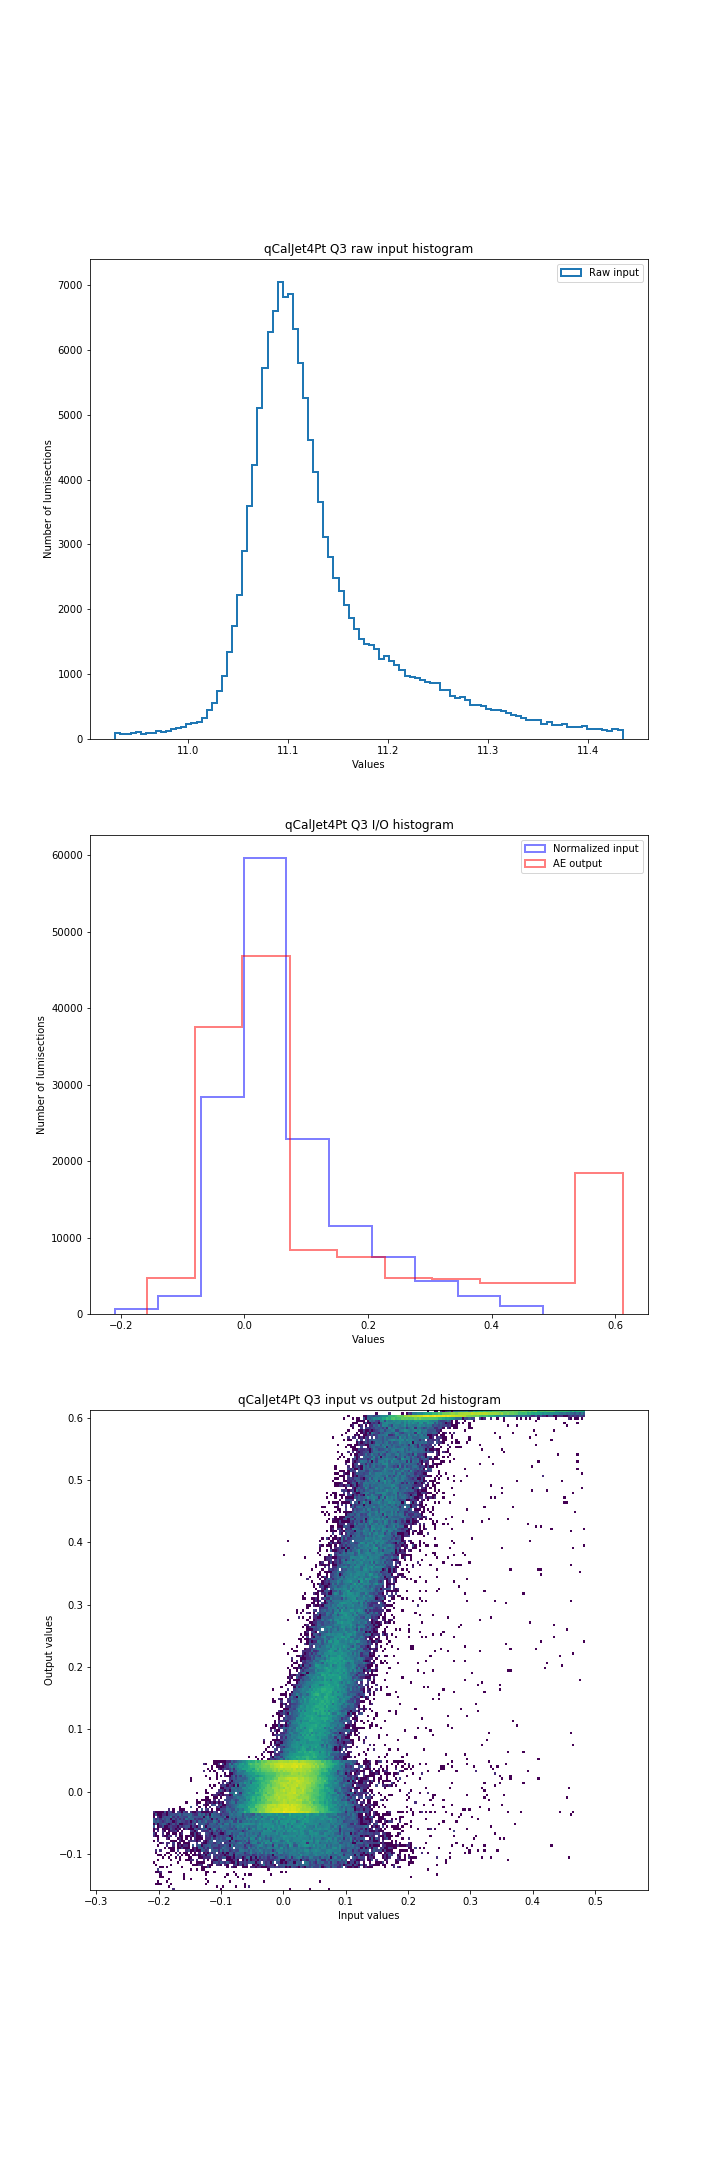 qCalJet4Pt Q3 raw input histogram
Raw input
7000
6000
5000
4000
3000
2000
1000
0
Number of lumisections
11.0 11.1 11.2 11.3 11.4
Values
qCalJet4Pt Q3 I/O histogram
Normalized input
AE output
60000
50000
40000
30000
20000
10000
0
Number of lumisections
−0.2 0.0 0.2 0.4 0.6
Values
qCalJet4Pt Q3 input vs output 2d histogram
0.6
0.5
0.4
0.3
0.2
0.1
0.0
−0.1
Output values
−0.3 −0.2 −0.1 0.0 0.1 0.2 0.3 0.4 0.5
Input values